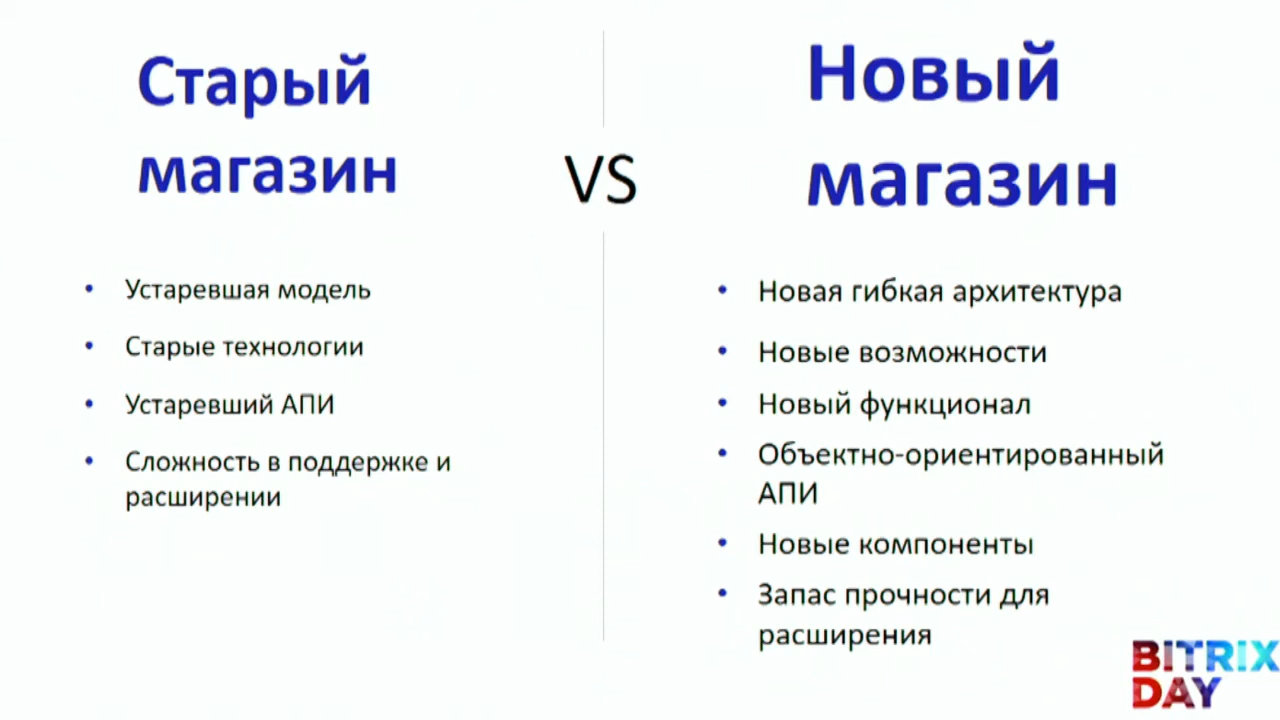 Старый
магазин
VS
Новый
магазин
• Устаревшая модель
• Старые технологии
• Устаревший АПИ
• Сложность в поддержке и
расширении
• Новая гибкая архитектура
• Новые возможности
• Новый функционал
• Объектно-ориентированный
АПИ
• Новые компоненты
• Запас прочности для
расширения
BITRIX
DAY